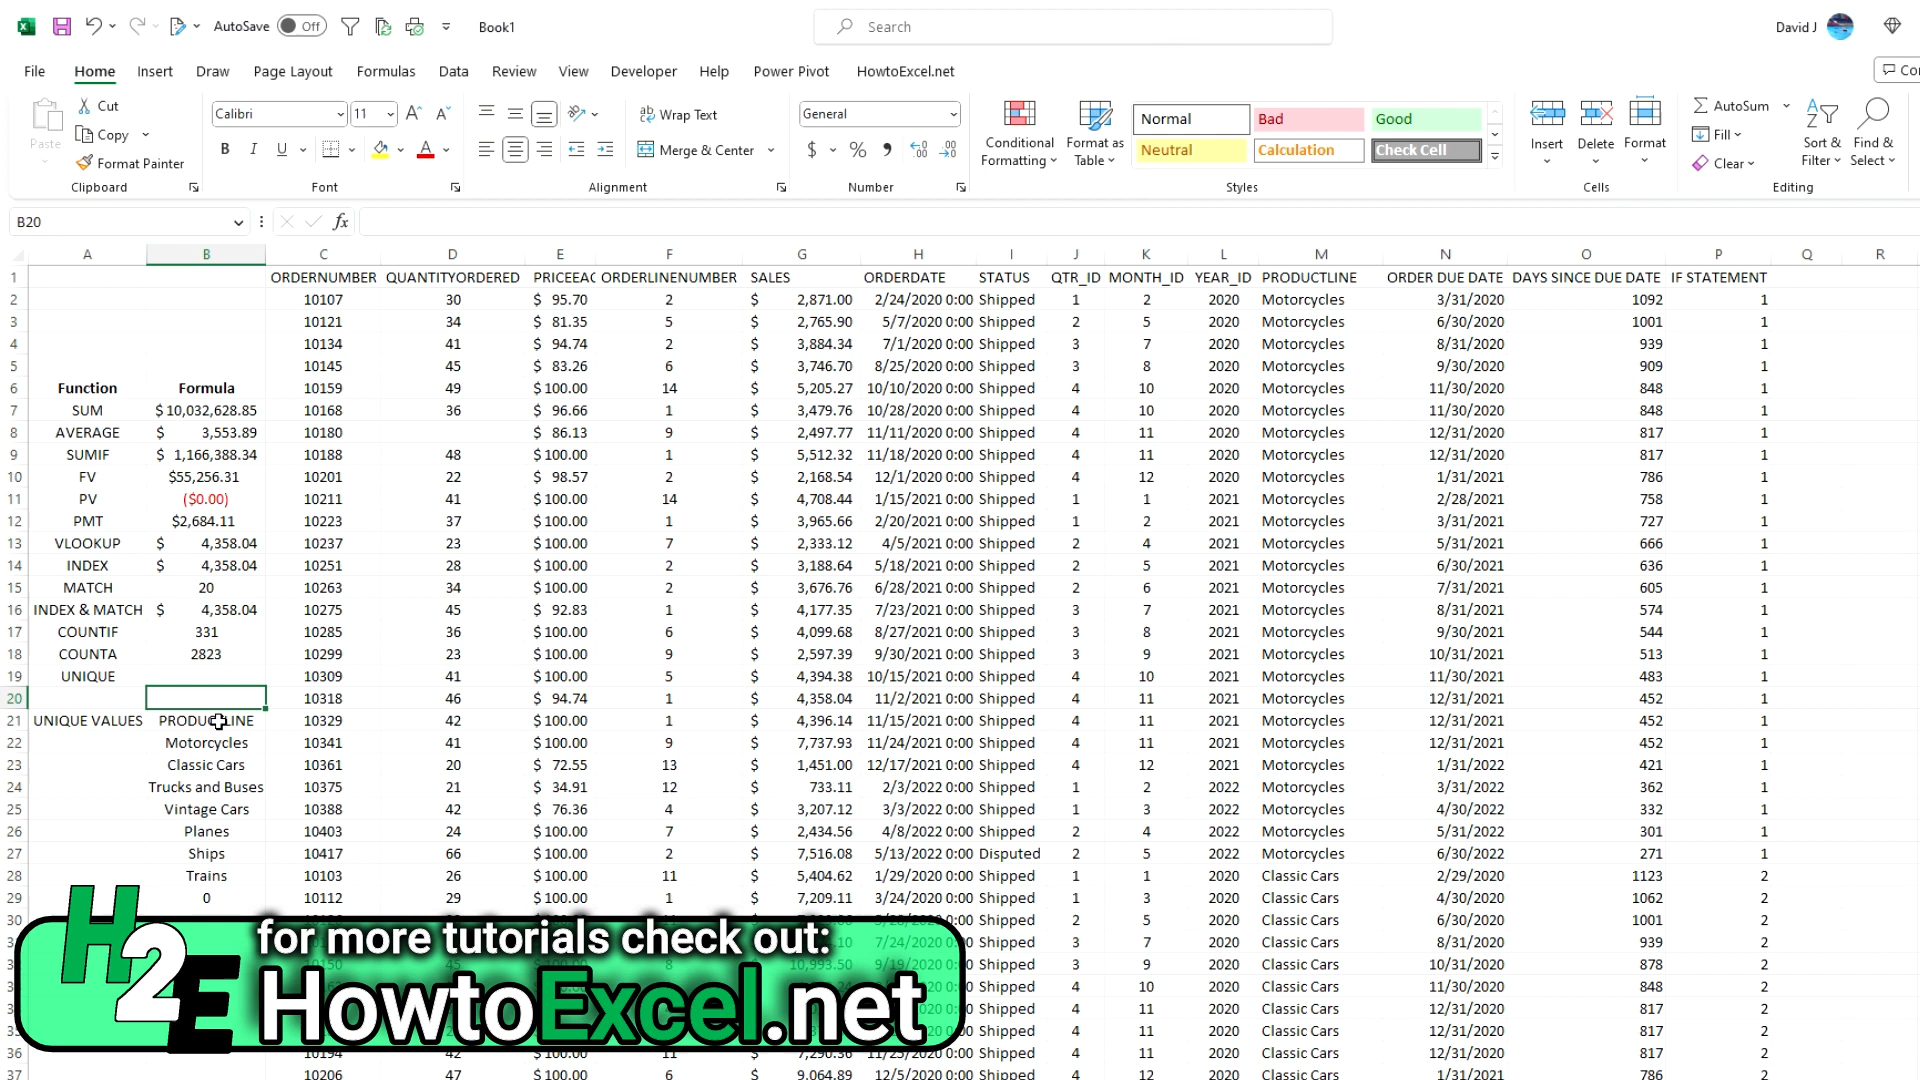 AutoSave Off Book1 Search David J
File Home Insert Draw Page Layout Formulas Data Review View Developer Help Power Pivot HowtoExcel.net
Paste Cut Copy Format Painter Clipboard
Calibri 11 B I U A Font
Wrap Text Merge & Center Alignment
General $ % Number
Conditional Formatting Format as Table
Normal Bad Good
Neutral Calculation Check Cell
Styles
Insert Delete Format Cells
AutoSum Fill Clear Sort & Filter Find & Select Editing
B20 fx
A B C D E F G H I J K L M N O P Q R
1 ORDERNUMBER QUANTITYORDERED PRICEEAC ORDERLINENUMBER SALES ORDERDATE STATUS QTR_ID MONTH_ID YEAR_ID PRODUCTLINE ORDER DUE DATE DAYS SINCE DUE DATE IF STATEMENT
2 10107 30 $ 95.70 2 $ 2,871.00 2/24/2020 0:00 Shipped 1 2 2020 Motorcycles 3/31/2020 1092 1
3 10121 34 $ 81.35 5 $ 2,765.90 5/7/2020 0:00 Shipped 2 5 2020 Motorcycles 6/30/2020 1001 1
4 10134 41 $ 94.74 2 $ 3,884.34 7/1/2020 0:00 Shipped 3 7 2020 Motorcycles 8/31/2020 939 1
5 10145 45 $ 83.26 6 $ 3,746.70 8/25/2020 0:00 Shipped 3 8 2020 Motorcycles 9/30/2020 909 1
6 Function Formula 10159 49 $ 100.00 14 $ 5,205.27 10/10/2020 0:00 Shipped 4 10 2020 Motorcycles 11/30/2020 848 1
7 SUM $ 10,032,628.85 10168 36 $ 96.66 1 $ 3,479.76 10/28/2020 0:00 Shipped 4 10 2020 Motorcycles 11/30/2020 848 1
8 AVERAGE $ 3,553.89 10180 $ 86.13 9 $ 2,497.77 11/11/2020 0:00 Shipped 4 11 2020 Motorcycles 12/31/2020 817 1
9 SUMIF $ 1,166,388.34 10188 48 $ 100.00 1 $ 5,512.32 11/18/2020 0:00 Shipped 4 11 2020 Motorcycles 12/31/2020 817 1
10 FV $55,256.31 10201 22 $ 98.57 2 $ 2,168.54 12/1/2020 0:00 Shipped 4 12 2020 Motorcycles 1/31/2021 786 1
11 PV ($0.00) 10211 41 $ 100.00 14 $ 4,708.44 1/15/2021 0:00 Shipped 1 1 2021 Motorcycles 2/28/2021 758 1
12 PMT $2,684.11 10223 37 $ 100.00 1 $ 3,965.66 2/20/2021 0:00 Shipped 1 2 2021 Motorcycles 3/31/2021 727 1
13 VLOOKUP $ 4,358.04 10237 23 $ 100.00 7 $ 2,333.12 4/5/2021 0:00 Shipped 2 4 2021 Motorcycles 5/31/2021 666 1
14 INDEX $ 4,358.04 10251 28 $ 100.00 2 $ 3,188.64 5/18/2021 0:00 Shipped 2 5 2021 Motorcycles 6/30/2021 636 1
15 MATCH 20 10263 34 $ 100.00 2 $ 3,676.76 6/28/2021 0:00 Shipped 2 6 2021 Motorcycles 7/31/2021 605 1
16 INDEX & MATCH $ 4,358.04 10275 45 $ 92.83 1 $ 4,177.35 7/23/2021 0:00 Shipped 3 7 2021 Motorcycles 8/31/2021 574 1
17 COUNTIF 331 10285 36 $ 100.00 6 $ 4,099.68 8/27/2021 0:00 Shipped 3 8 2021 Motorcycles 9/30/2021 544 1
18 COUNTA 2823 10299 23 $ 100.00 9 $ 2,597.39 9/30/2021 0:00 Shipped 3 9 2021 Motorcycles 10/31/2021 513 1
19 UNIQUE 10309 41 $ 100.00 5 $ 4,394.38 10/15/2021 0:00 Shipped 4 10 2021 Motorcycles 11/30/2021 483 1
20 10318 46 $ 94.74 1 $ 4,358.04 11/2/2021 0:00 Shipped 4 11 2021 Motorcycles 12/31/2021 452 1
21 UNIQUE VALUES PRODUCTLINE 10329 42 $ 100.00 1 $ 4,396.14 11/15/2021 0:00 Shipped 4 11 2021 Motorcycles 12/31/2021 452 1
22 Motorcycles 10341 41 $ 100.00 9 $ 7,737.93 11/24/2021 0:00 Shipped 4 11 2021 Motorcycles 12/31/2021 452 1
23 Classic Cars 10361 20 $ 72.55 13 $ 1,451.00 12/17/2021 0:00 Shipped 4 12 2021 Motorcycles 1/31/2022 421 1
24 Trucks and Buses 10375 21 $ 34.91 12 $ 733.11 2/3/2022 0:00 Shipped 1 2 2022 Motorcycles 3/31/2022 362 1
25 Vintage Cars 10388 42 $ 76.36 4 $ 3,207.12 3/3/2022 0:00 Shipped 1 3 2022 Motorcycles 4/30/2022 332 1
26 Planes 10403 24 $ 100.00 7 $ 2,434.56 4/8/2022 0:00 Shipped 2 4 2022 Motorcycles 5/31/2022 301 1
27 Ships 10417 66 $ 100.00 2 $ 7,516.08 5/13/2022 0:00 Disputed 2 5 2022 Motorcycles 6/30/2022 271 1
28 Trains 10103 26 $ 100.00 11 $ 5,404.62 1/29/2020 0:00 Shipped 1 1 2020 Classic Cars 2/29/2020 1123 2
29 0 10112 29 $ 100.00 1 $ 7,209.11 3/24/2020 0:00 Shipped 1 3 2020 Classic Cars 4/30/2020 1062 2
30 Shipped 2 5 2020 Classic Cars 6/30/2020 1001 2
7/24/2020 0:00 Shipped 3 7 2020 Classic Cars 8/31/2020 939 2
10150 45 8 10,993.50 9/19/2020 0:00 Shipped 3 9 2020 Classic Cars 10/31/2020 878 2
Shipped 4 10 2020 Classic Cars 11/30/2020 848 2
Shipped 4 11 2020 Classic Cars 12/31/2020 817 2
Shipped 4 11 2020 Classic Cars 12/31/2020 817 2
36 10194 42 $ 100.00 11 $ 7,290.36 11/25/2020 0:00 Shipped 4 11 2020 Classic Cars 12/31/2020 817 2
37 10206 47 $ 100.00 6 $ 9,064.89 12/5/2020 0:00 Shipped 4 12 2020 Classic Cars 1/31/2021 786 2
H2E
for more tutorials check out:
HowtoExcel.net